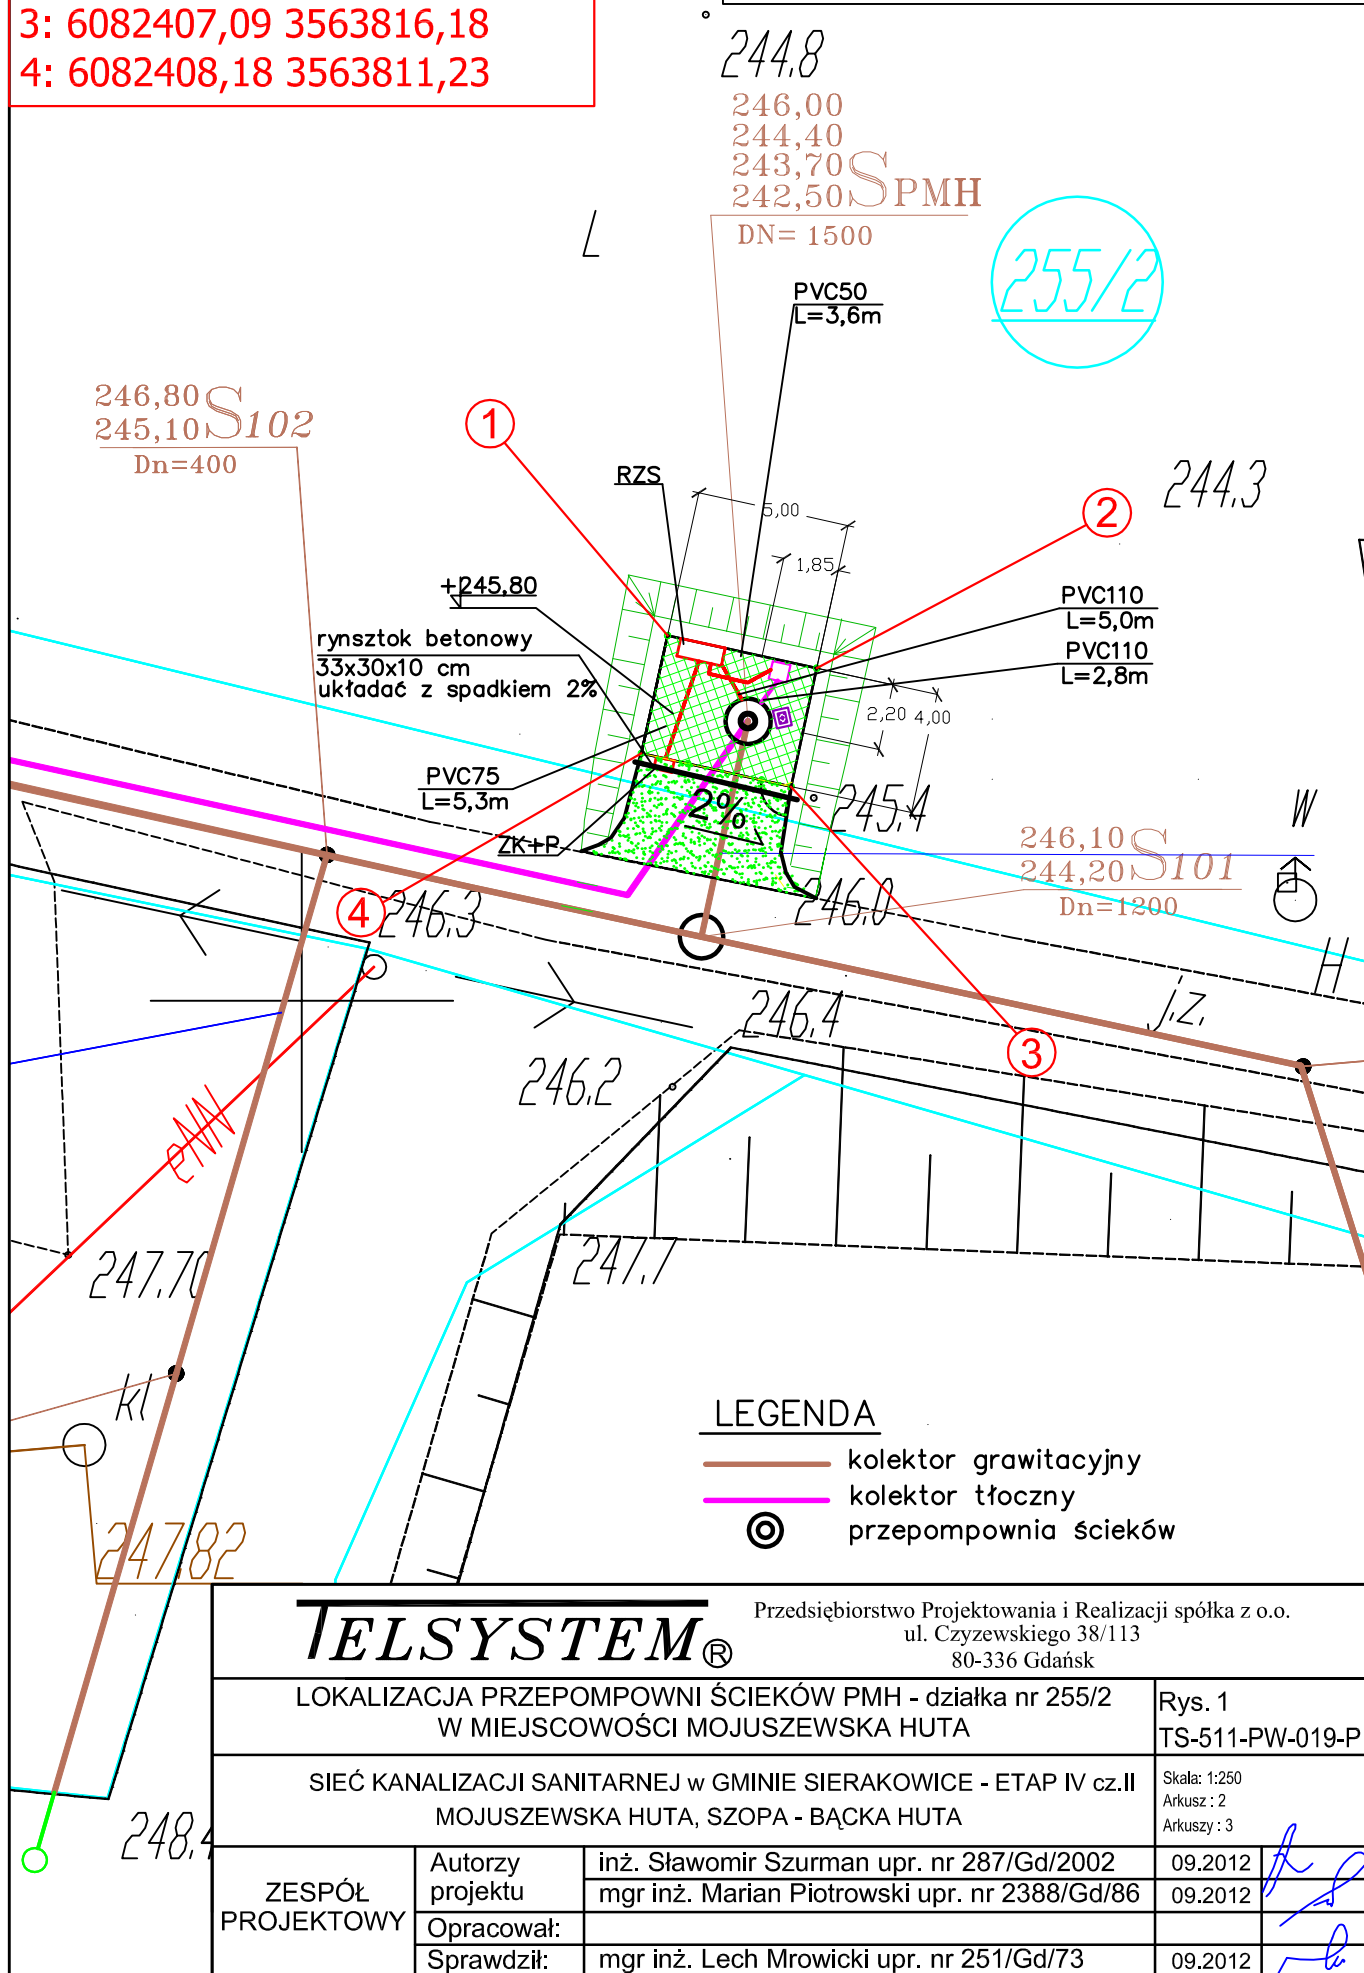 3: 6082407,09 3563816,18
4: 6082408,18 3563811,23
244.8
246,00
244,40
243,70
242,50
SPMH
DN= 1500
L
255/2
PVC50
L=3,6m
246,80
245,10
S102
Dn=400
1
RZS
5,00
2
244.3
1,85
+245,80
PVC110
L=5,0m
rynsztok betonowy
33x30x10 cm
układać z spadkiem 2%
PVC110
L=2,8m
2,20
4,00
PVC75
L=5,3m
2%
245.4
W
ZK+P
246,10
244,20
S101
Dn=1200
4
246.3
246.0
H
j.z.
246.4
3
246.2
eNN
247.70
247.7
kl
LEGENDA
kolektor grawitacyjny
kolektor tłoczny
przepompownia ścieków
247.82
TELSYSTEM®
Przedsiębiorstwo Projektowania i Realizacji spółka z o.o.
ul. Czyzewskiego 38/113
80-336 Gdańsk
LOKALIZACJA PRZEPOMPOWNI ŚCIEKÓW PMH - działka nr 255/2
W MIEJSCOWOŚCI MOJUSZEWSKA HUTA
Rys. 1
TS-511-PW-019-P
SIEĆ KANALIZACJI SANITARNEJ w GMINIE SIERAKOWICE - ETAP IV cz.II
MOJUSZEWSKA HUTA, SZOPA - BĄCKA HUTA
Skala: 1:250
Arkusz : 2
Arkuszy : 3
248.4
ZESPÓŁ
PROJEKTOWY
Autorzy
projektu
inż. Sławomir Szurman upr. nr 287/Gd/2002
09.2012
mgr inż. Marian Piotrowski upr. nr 2388/Gd/86
09.2012
Opracował:
Sprawdził:
mgr inż. Lech Mrowicki upr. nr 251/Gd/73
09.2012